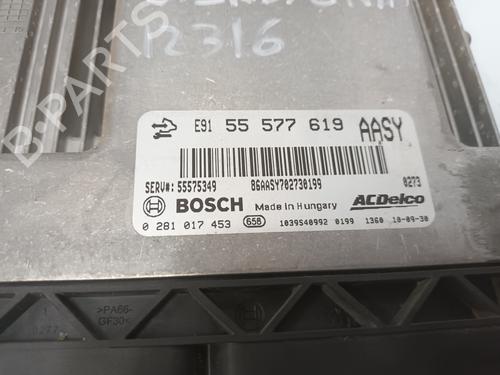 P2316
E91 55 577 619 AASY
SERV#: 55575349 86AASY702730199 0273
BOSCH Made in Hungary ACDelco
0 281 017 453 658 1039S40992 0199 1360 10-09-30
>PA66-
GF30<
B-PARTS